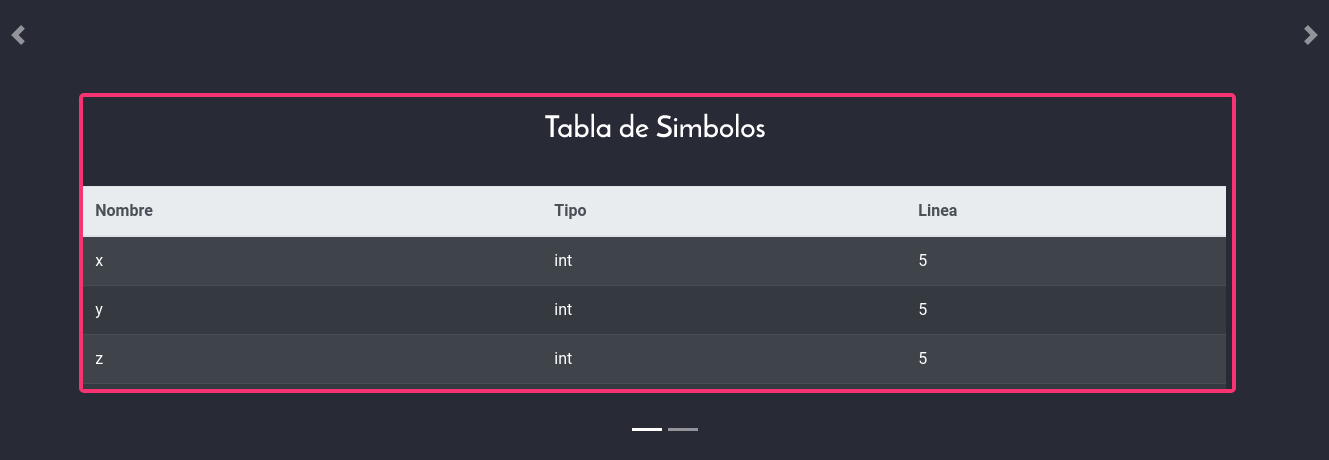 Tabla de Simbolos
Nombre Tipo Linea
x int 5
y int 5
z int 5